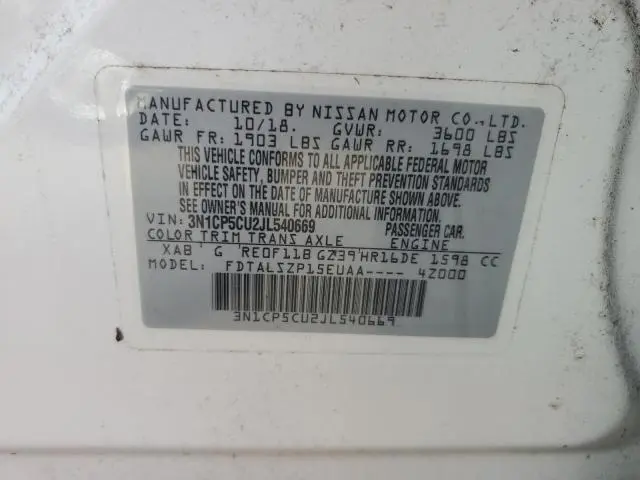 MANUFACTURED BY NISSAN MOTOR CO.,LTD.
DATE: 10/18. GVWR: 3600 LBS
GAWR FR: 1903 LBS GAWR RR: 1698 LBS
THIS VEHICLE CONFORMS TO ALL APPLICABLE FEDERAL MOTOR
VEHICLE SAFETY, BUMPER AND THEFT PREVENTION STANDARDS
IN EFFECT ON THE DATE OF MANUFACTURE SHOWN ABOVE.
SEE OWNER'S MANUAL FOR ADDITIONAL INFORMATION.
VIN: 3N1CP5CU2JL540669 PASSENGER CAR.
COLOR TRIM TRANS AXLE ENGINE
XAB G RE0F11B GZ39 HR16DE 1598 CC
MODEL: FDTALSZP15EUAA---- 4Z000
3N1CP5CU2JL540669